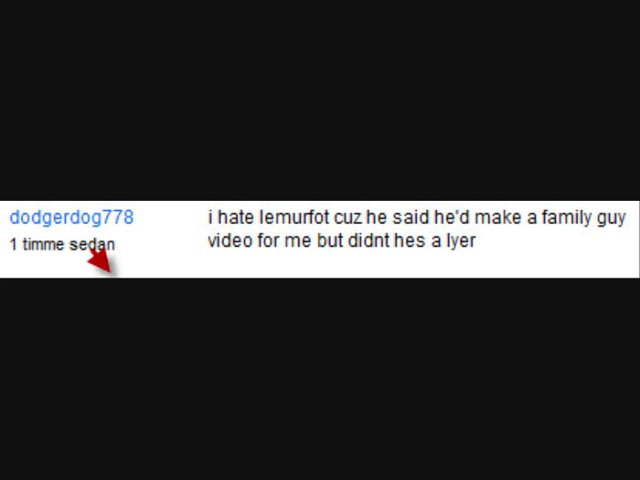 dodgerdog778
1 timme sedan
i hate lemurfot cuz he said he'd make a family guy
video for me but didnt hes a lyer